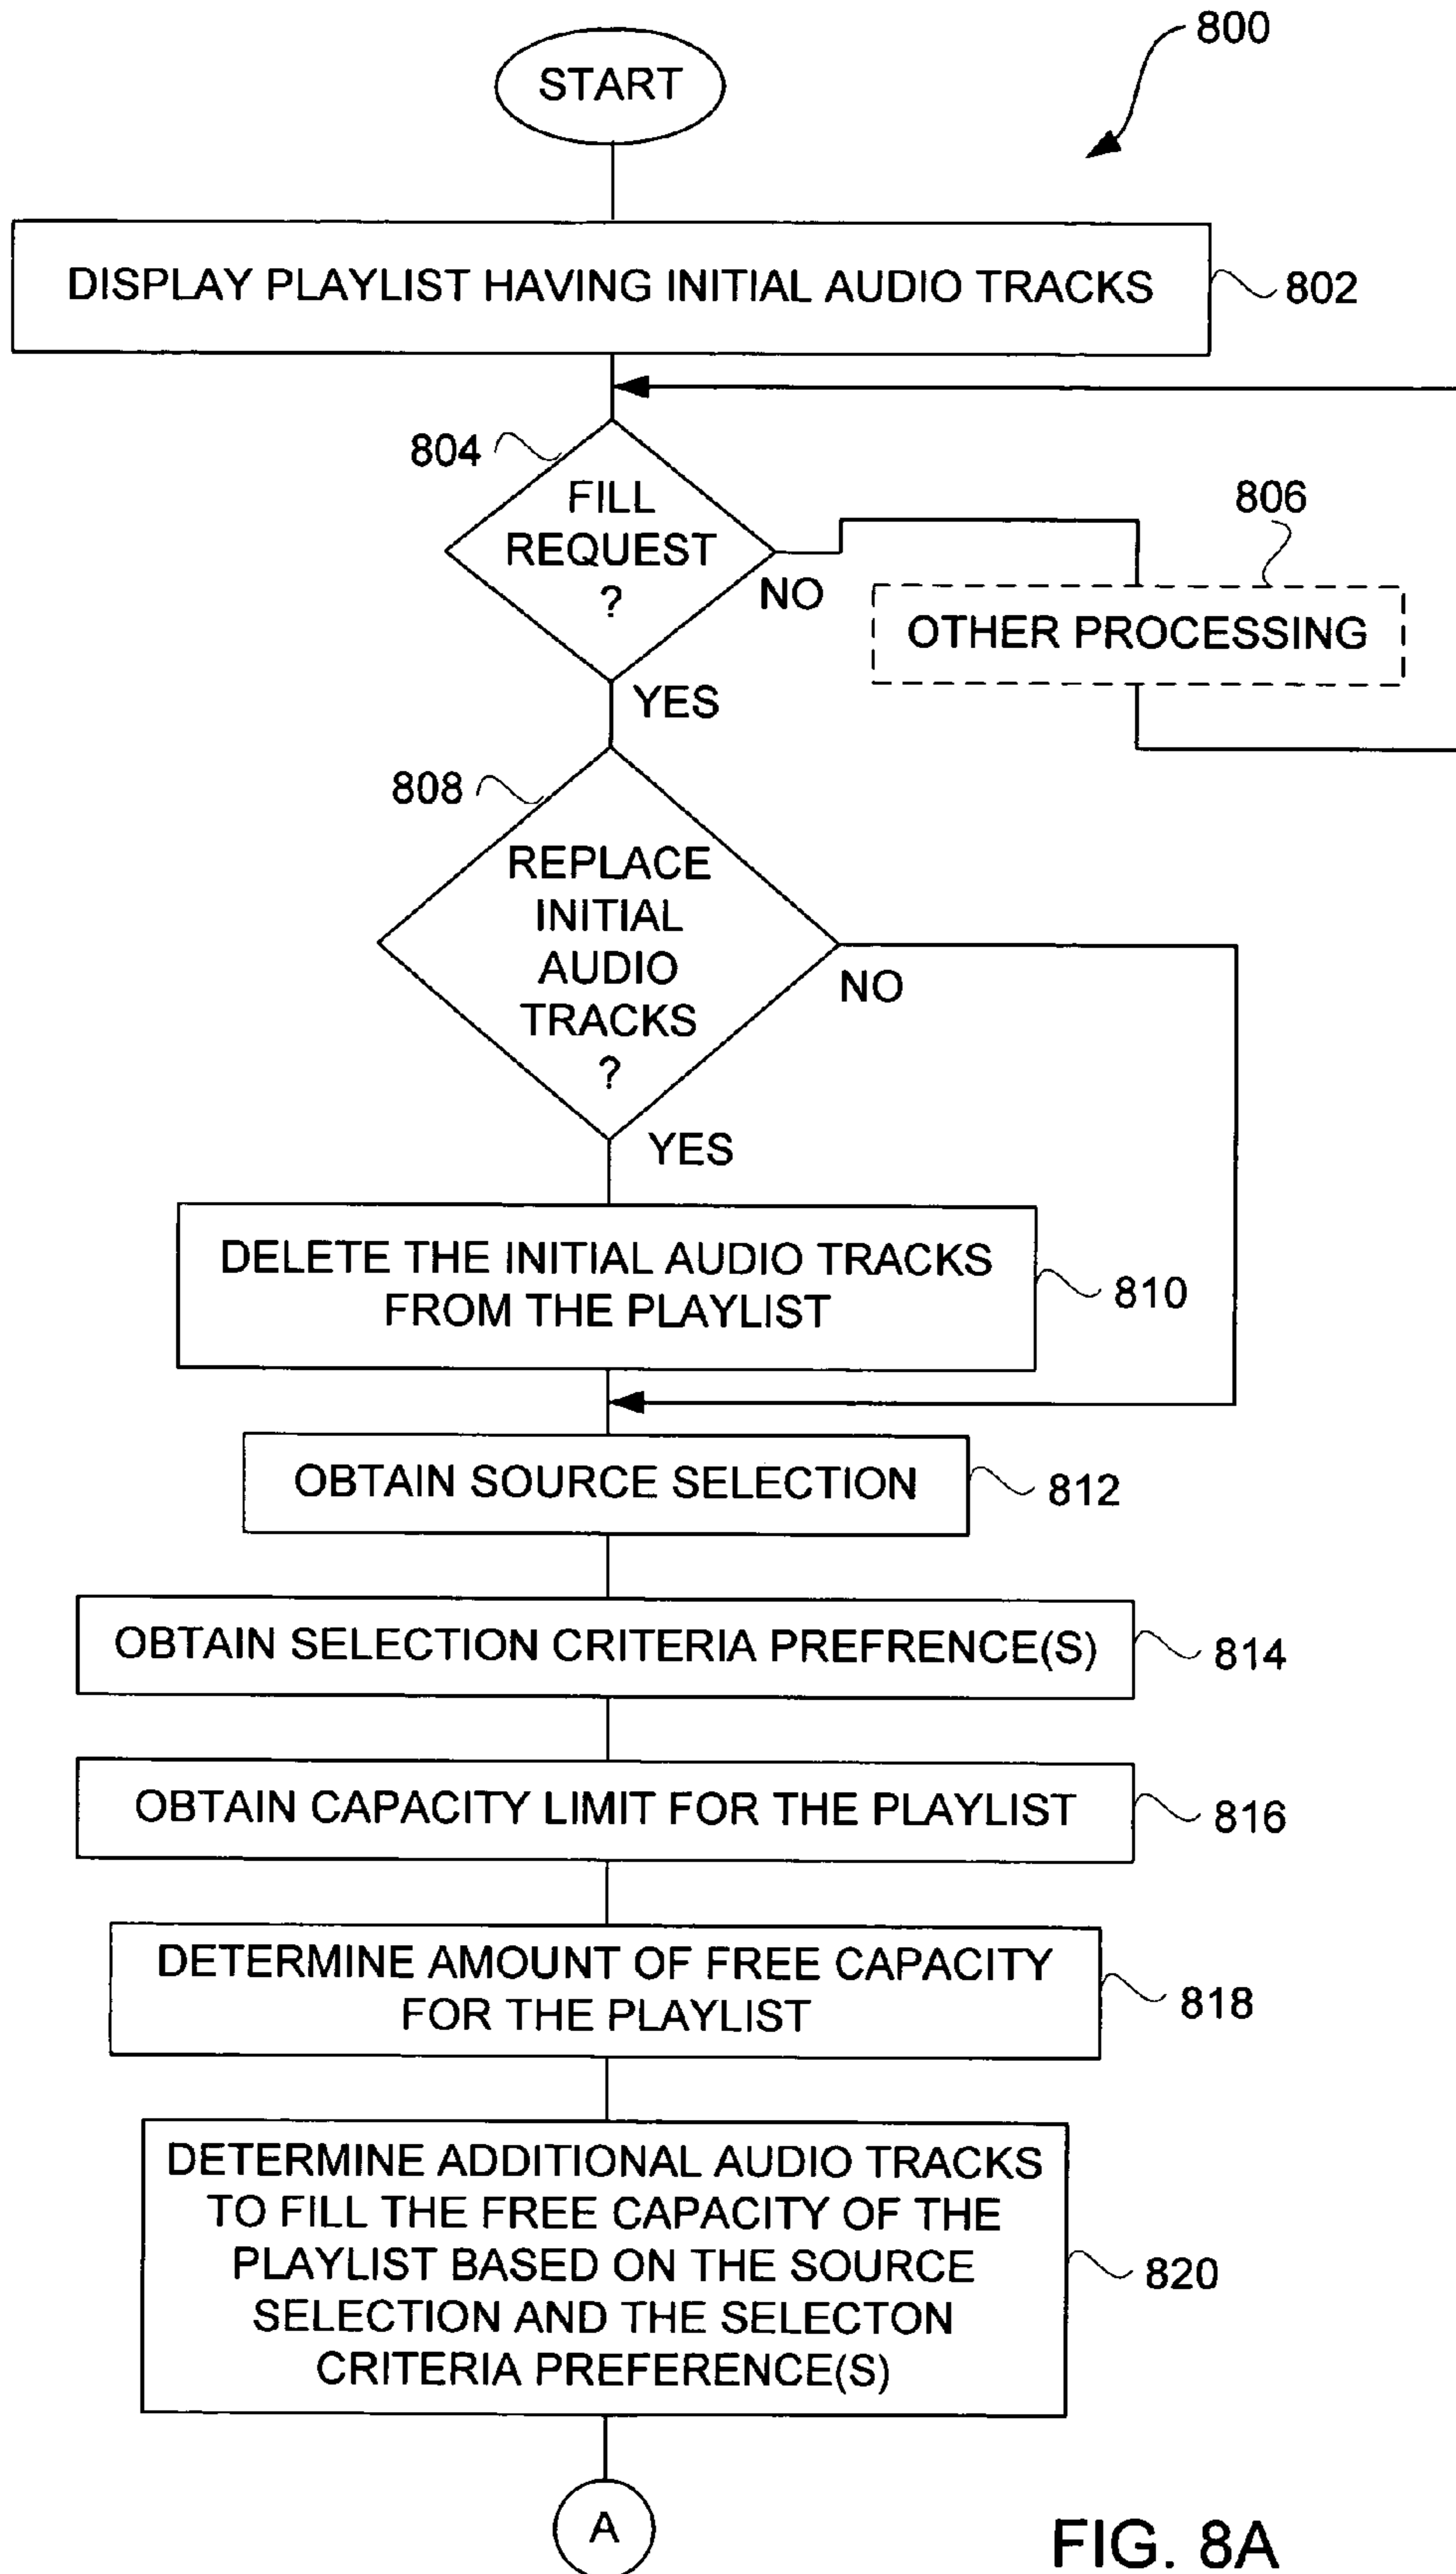 800
START
DISPLAY PLAYLIST HAVING INITIAL AUDIO TRACKS
802
804
FILL
REQUEST
?
NO
806
OTHER PROCESSING
YES
808
REPLACE
INITIAL
AUDIO
TRACKS
?
NO
YES
DELETE THE INITIAL AUDIO TRACKS
FROM THE PLAYLIST
810
OBTAIN SOURCE SELECTION
812
OBTAIN SELECTION CRITERIA PREFRENCE(S)
814
OBTAIN CAPACITY LIMIT FOR THE PLAYLIST
816
DETERMINE AMOUNT OF FREE CAPACITY
FOR THE PLAYLIST
818
DETERMINE ADDITIONAL AUDIO TRACKS
TO FILL THE FREE CAPACITY OF THE
PLAYLIST BASED ON THE SOURCE
SELECTION AND THE SELECTON
CRITERIA PREFERENCE(S)
820
A
FIG. 8A